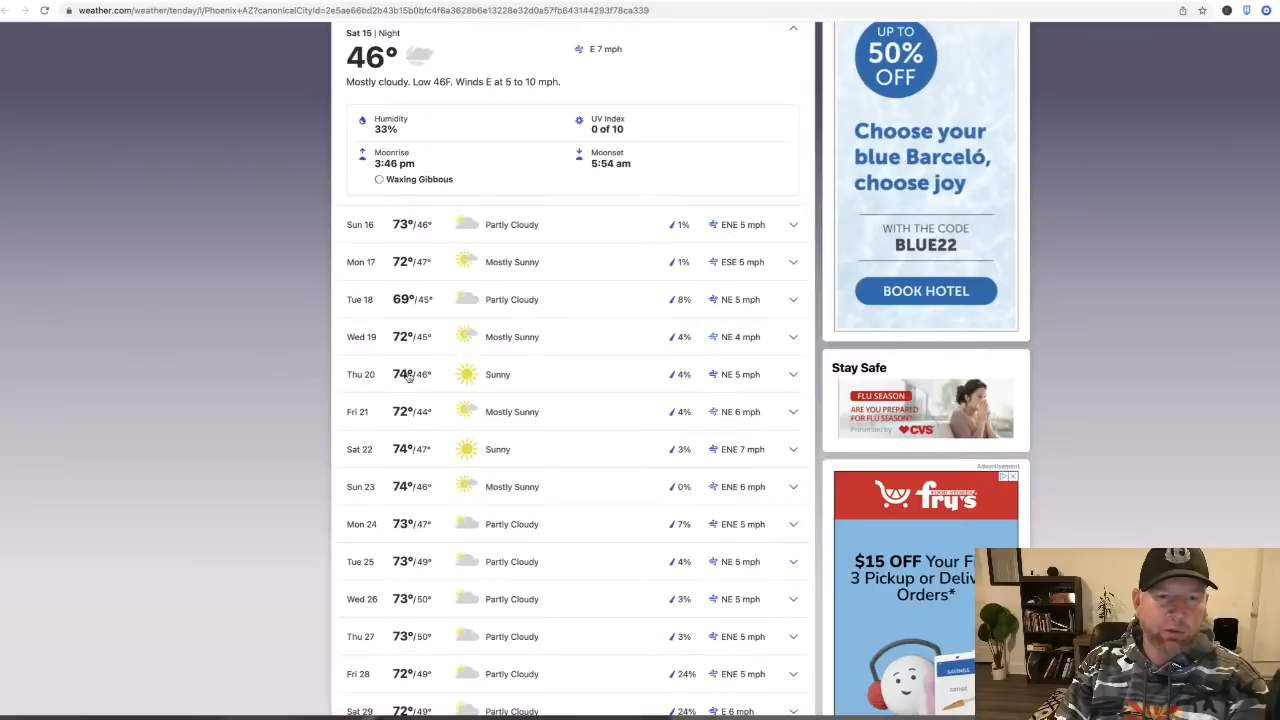 weather.com/weather/tenday/l/Phoenix+AZ?canonicalCityId=2e5ae66bd2b43b15b0bfc4f6a3628b6e13228e32d0a57fb643144293f78ca339
Sat 15 | Night
46°
E 7 mph
Mostly cloudy. Low 46F. Winds E at 5 to 10 mph.
Humidity
33%
UV Index
0 of 10
Moonrise
3:46 pm
Waxing Gibbous
Moonset
5:54 am
Sun 16 73°/46° Partly Cloudy 1% ENE 5 mph
Mon 17 72°/47° Mostly Sunny 1% ESE 5 mph
Tue 18 69°/45° Partly Cloudy 8% NE 5 mph
Wed 19 72°/45° Mostly Sunny 4% NE 4 mph
Thu 20 74°/46° Sunny 4% NE 5 mph
Fri 21 72°/44° Mostly Sunny 4% NE 6 mph
Sat 22 74°/47° Sunny 3% ENE 7 mph
Sun 23 74°/46° Mostly Sunny 0% ENE 6 mph
Mon 24 73°/47° Partly Cloudy 7% ENE 5 mph
Tue 25 73°/49° Partly Cloudy 4% NE 5 mph
Wed 26 73°/50° Partly Cloudy 3% NE 5 mph
Thu 27 73°/50° Partly Cloudy 3% ENE 5 mph
Fri 28 72°/49° Partly Cloudy 24% ENE 5 mph
Sat 29 72°/49° Partly Cloudy 24% E 6 mph
UP TO
50%
OFF
Choose your
blue Barceló,
choose joy
WITH THE CODE
BLUE22
BOOK HOTEL
Stay Safe
FLU SEASON
ARE YOU PREPARED
FOR FLU SEASON?
Presented by CVS
Advertisement
fry's
FOOD STORES
$15 OFF Your Fi
3 Pickup or Deliv
Orders*
SAVINGS
carrot